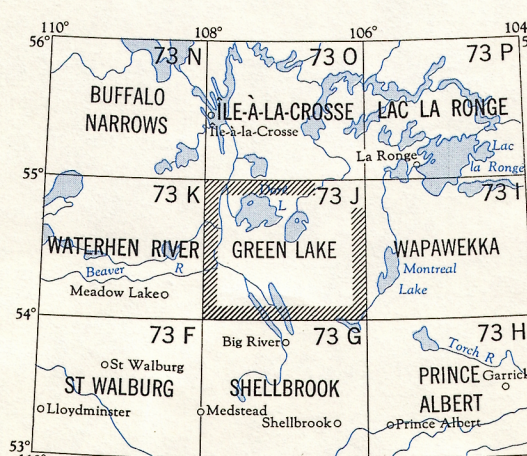 110° 108° 106° 104
56°
73 N 73 O 73 P
BUFFALO
NARROWS
ÎLE-À-LA-CROSSE
Île-à-la-Crosse
LAC LA RONGE
La Ronge
Lac
la Ronge
55°
73 K 73 J 73 I
Doré
L
WATERHEN RIVER
GREEN LAKE
WAPAWEKKA
Beaver R
Montreal
Lake
Meadow Lake
54°
73 F 73 G 73 H
Big River
Torch R
St Walburg
ST WALBURG
SHELLBROOK
PRINCE
ALBERT
Garrick
Lloydminster
Medstead
Shellbrook
Prince Albert
53°